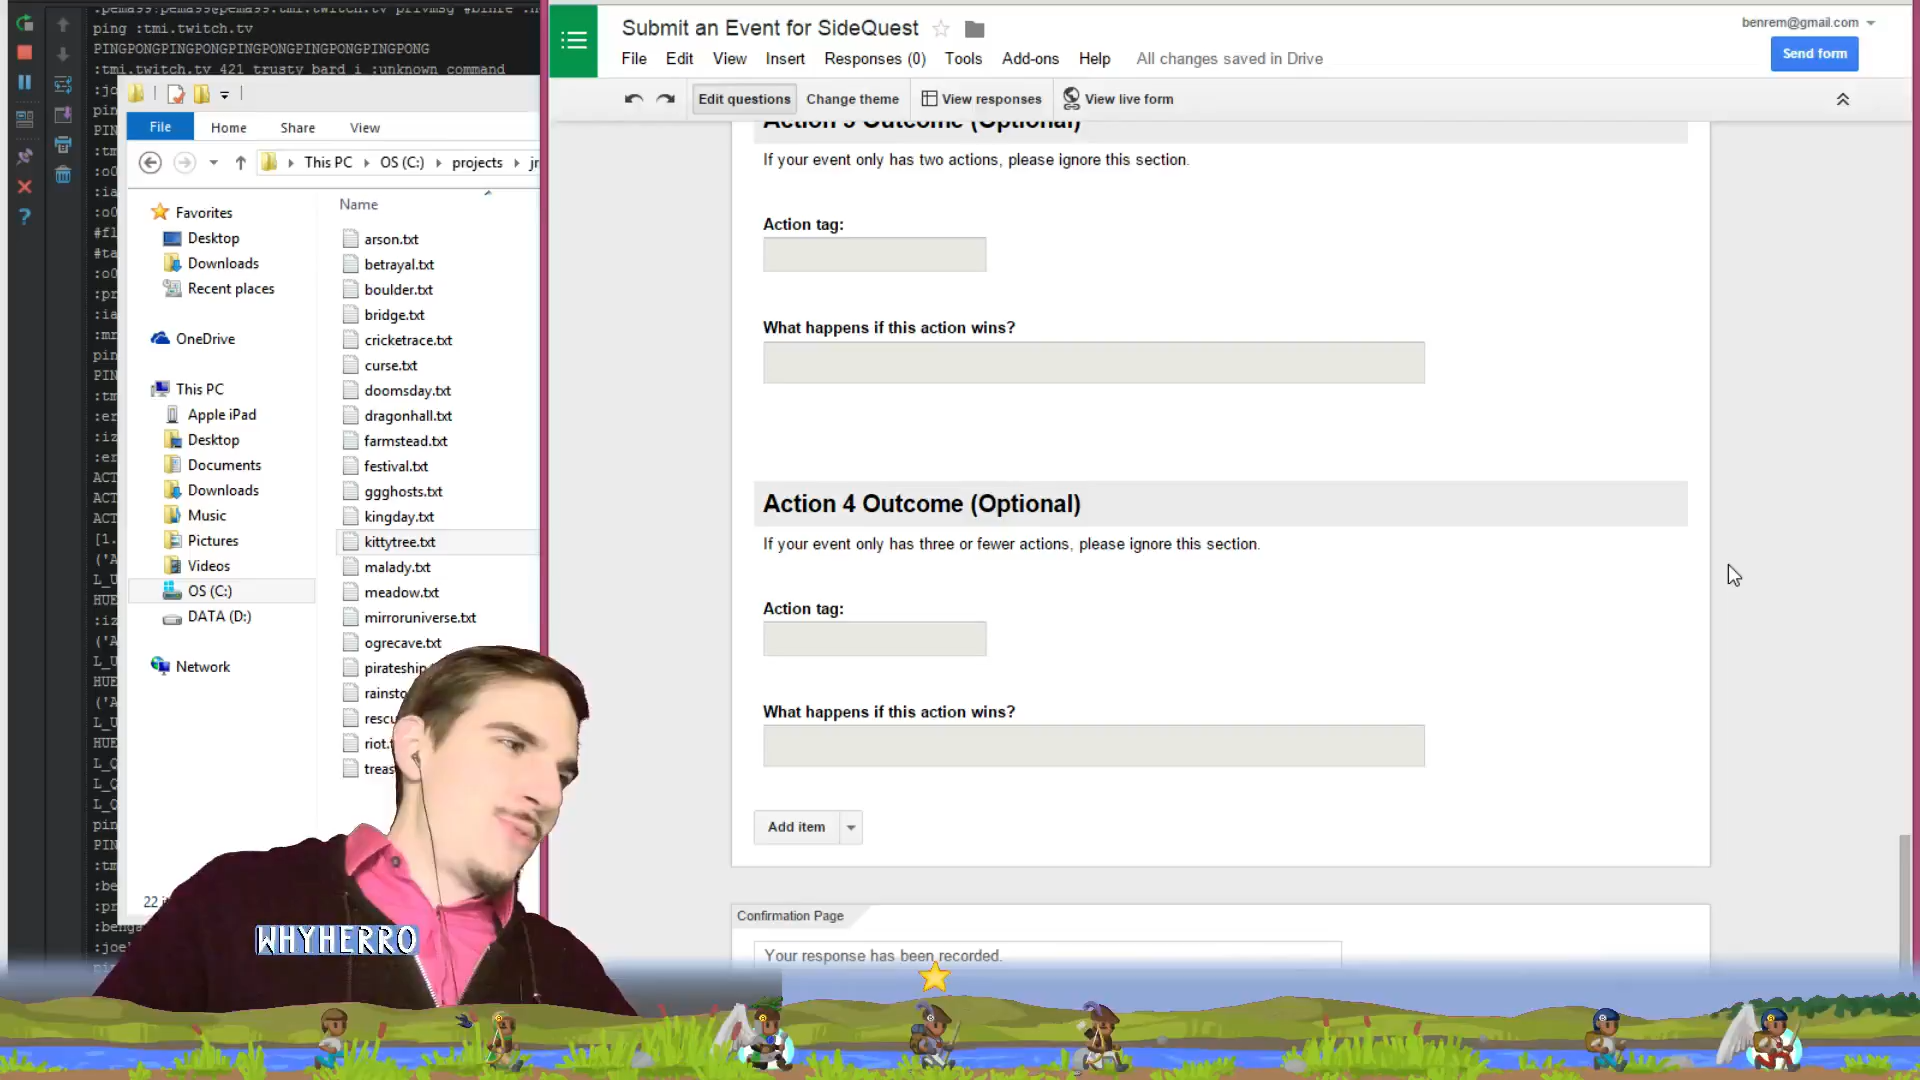 ping :tmi.twitch.tv
PINGPONGPINGPONGPINGPONGPINGPONGPINGPONG
:tmi.twitch.tv 421 trusty_bard i :unknown command
File
Home
Share
View
This PC
OS (C:)
projects
Name
Favorites
Desktop
Downloads
Recent places
OneDrive
This PC
Apple iPad
Desktop
Documents
Downloads
Music
Pictures
Videos
OS (C:)
DATA (D:)
Network
arson.txt
betrayal.txt
boulder.txt
bridge.txt
cricketrace.txt
curse.txt
doomsday.txt
dragonhall.txt
farmstead.txt
festival.txt
ggghosts.txt
kingday.txt
kittytree.txt
malady.txt
meadow.txt
mirroruniverse.txt
ogrecave.txt
22
WHYHERRO
Submit an Event for SideQuest
benrem@gmail.com
File Edit View Insert Responses (0) Tools Add-ons Help All changes saved in Drive
Send form
Edit questions
Change theme
View responses
View live form
Outcome (Optional)
If your event only has two actions, please ignore this section.
Action tag:
What happens if this action wins?
Action 4 Outcome (Optional)
If your event only has three or fewer actions, please ignore this section.
Action tag:
What happens if this action wins?
Add item
Confirmation Page
Your response has been recorded.